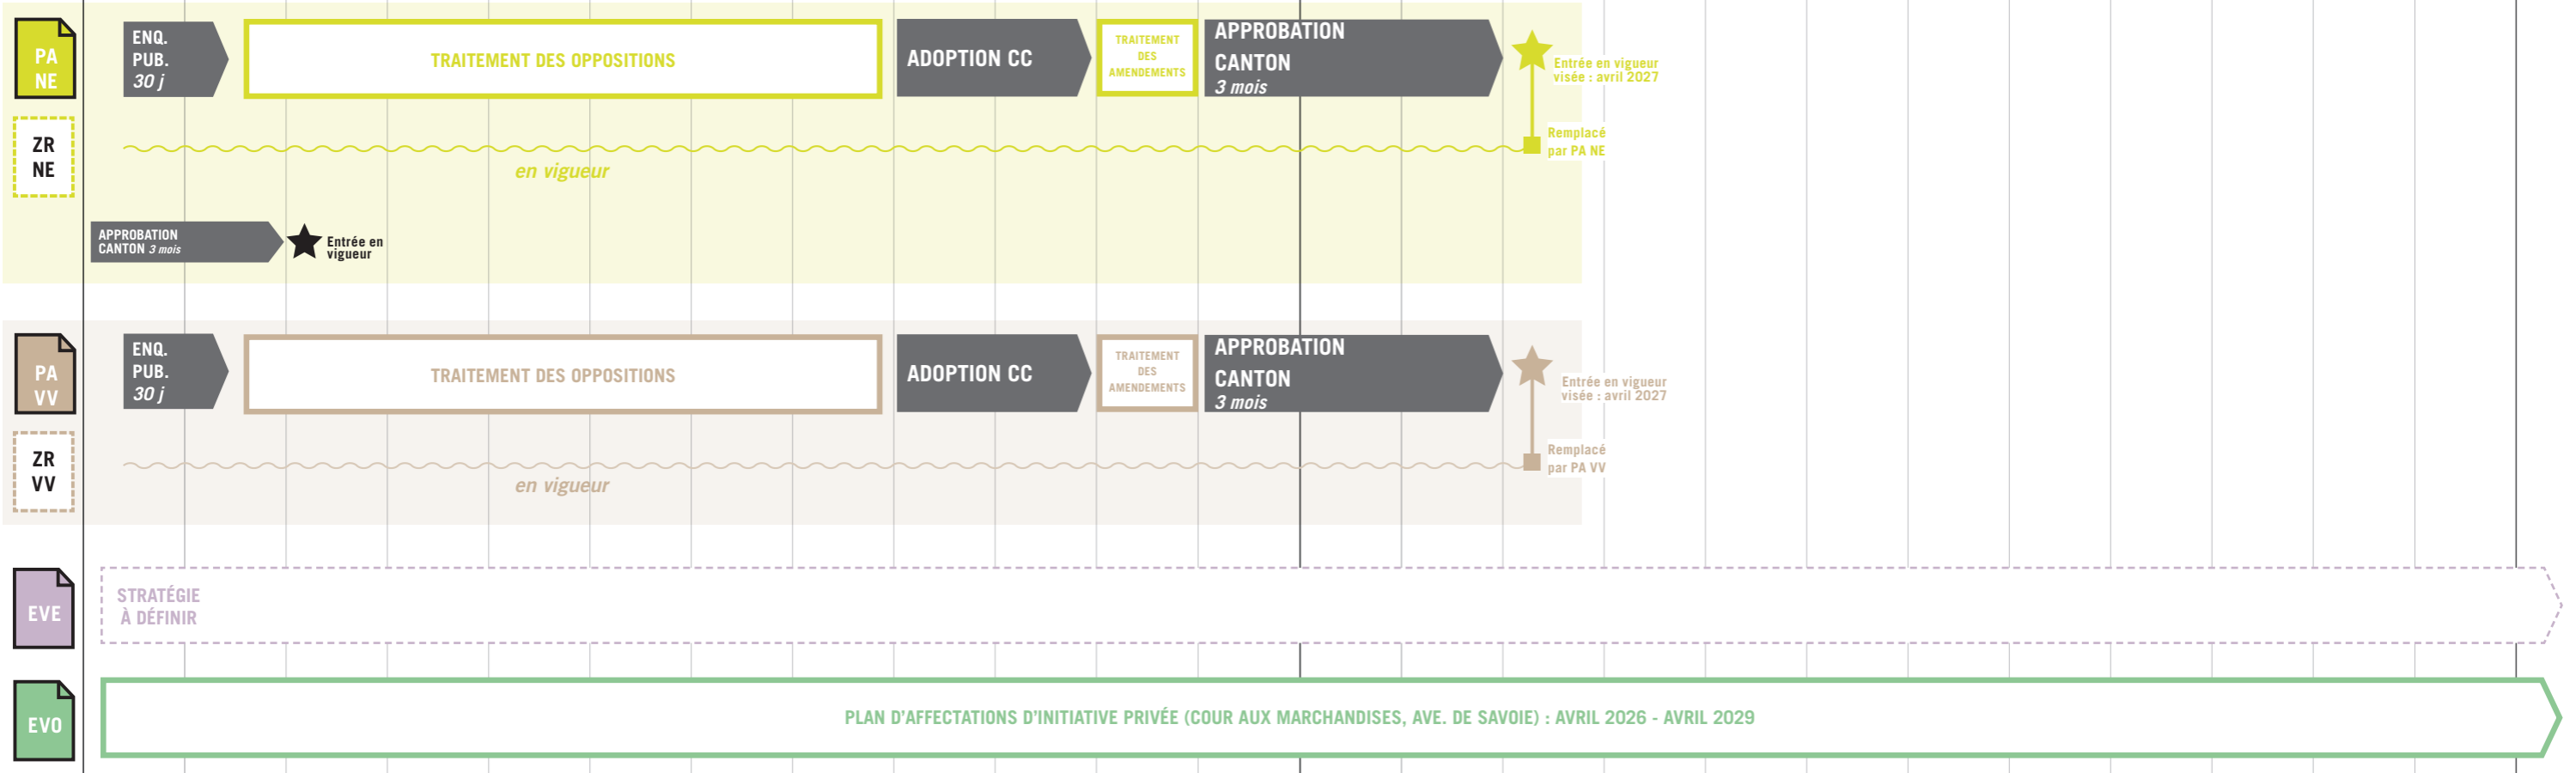 PA
NE
ENQ.
PUB.
30 j
TRAITEMENT DES OPPOSITIONS
ADOPTION CC
TRAITEMENT
DES
AMENDEMENTS
APPROBATION
CANTON
3 mois
Entrée en vigueur
visée : avril 2027
ZR
NE
en vigueur
Remplacé
par PA NE
APPROBATION
CANTON 3 mois
Entrée en
vigueur
PA
VV
ENQ.
PUB.
30 j
TRAITEMENT DES OPPOSITIONS
ADOPTION CC
TRAITEMENT
DES
AMENDEMENTS
APPROBATION
CANTON
3 mois
Entrée en vigueur
visée : avril 2027
ZR
VV
en vigueur
Remplacé
par PA VV
EVE
STRATÉGIE
À DÉFINIR
EVO
PLAN D'AFFECTATIONS D'INITIATIVE PRIVÉE (COUR AUX MARCHANDISES, AVE. DE SAVOIE) : AVRIL 2026 - AVRIL 2029